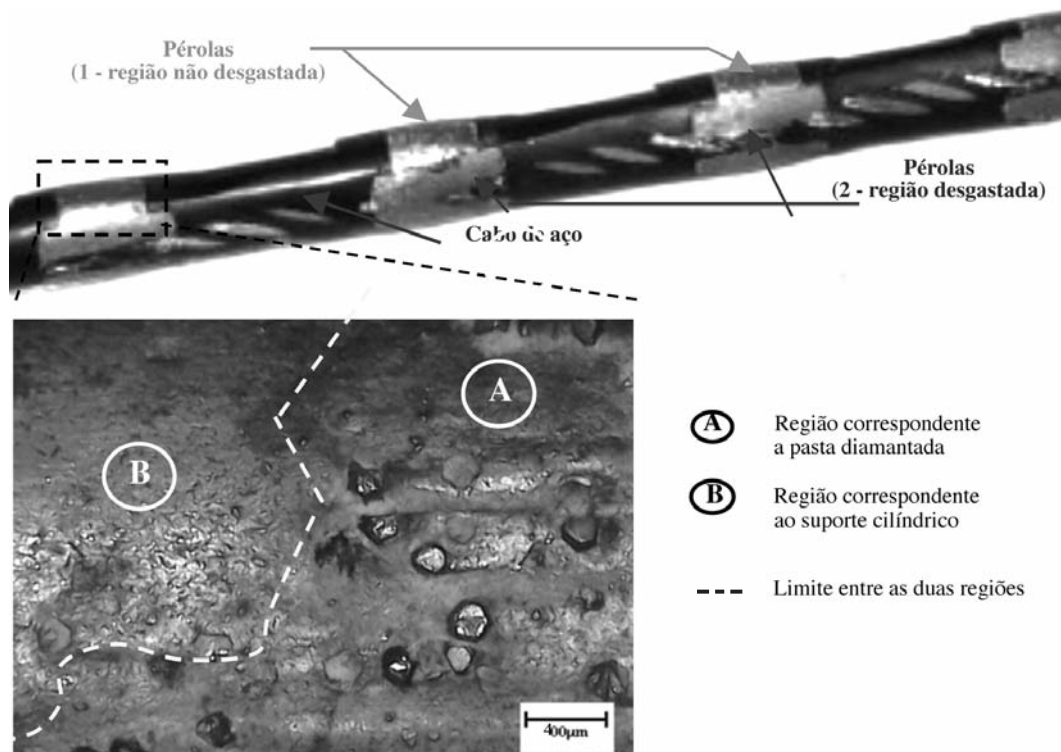 Pérolas
(1 - região não desgastada)
Pérolas
(2 - região desgastada)
Cabo de aço
A
B
A
Região correspondente
a pasta diamantada
B
Região correspondente
ao suporte cilíndrico
Limite entre as duas regiões
400µm